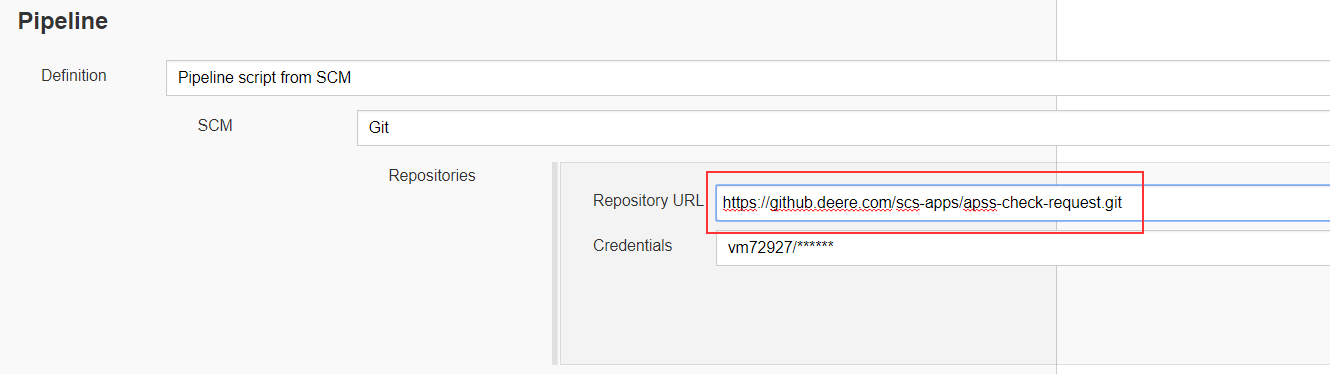 Pipeline
Definition
Pipeline script from SCM
SCM
Git
Repositories
Repository URL
https://github.deere.com/scs-apps/apss-check-request.git
Credentials
vm72927/******